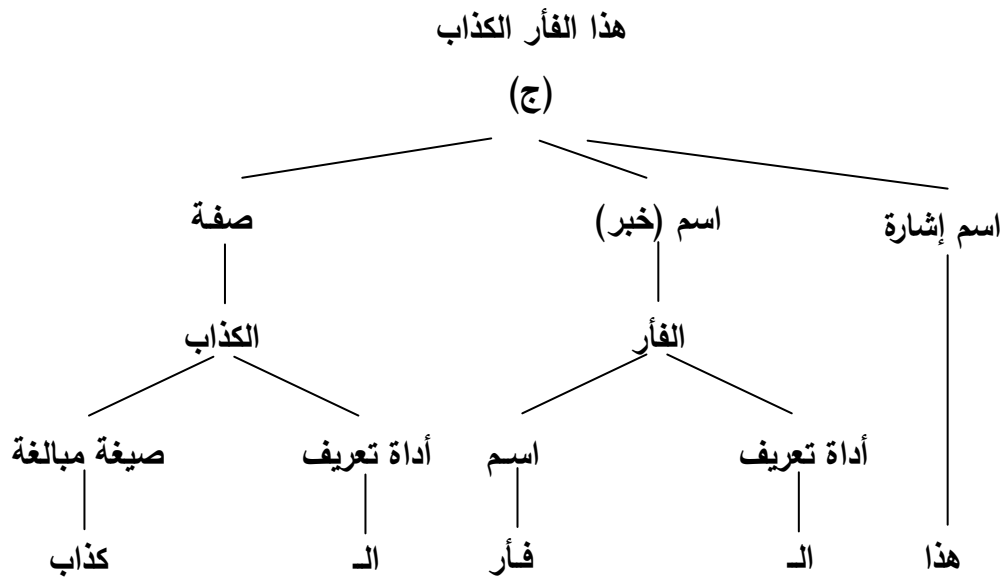 هذا الفأر الكذاب
(ج)
اسم إشارة اسم (خبر) صفة
الفأر الكذاب
أداة تعريف اسم أداة تعريف صيغة مبالغة
هذا الـ فأر الـ كذاب